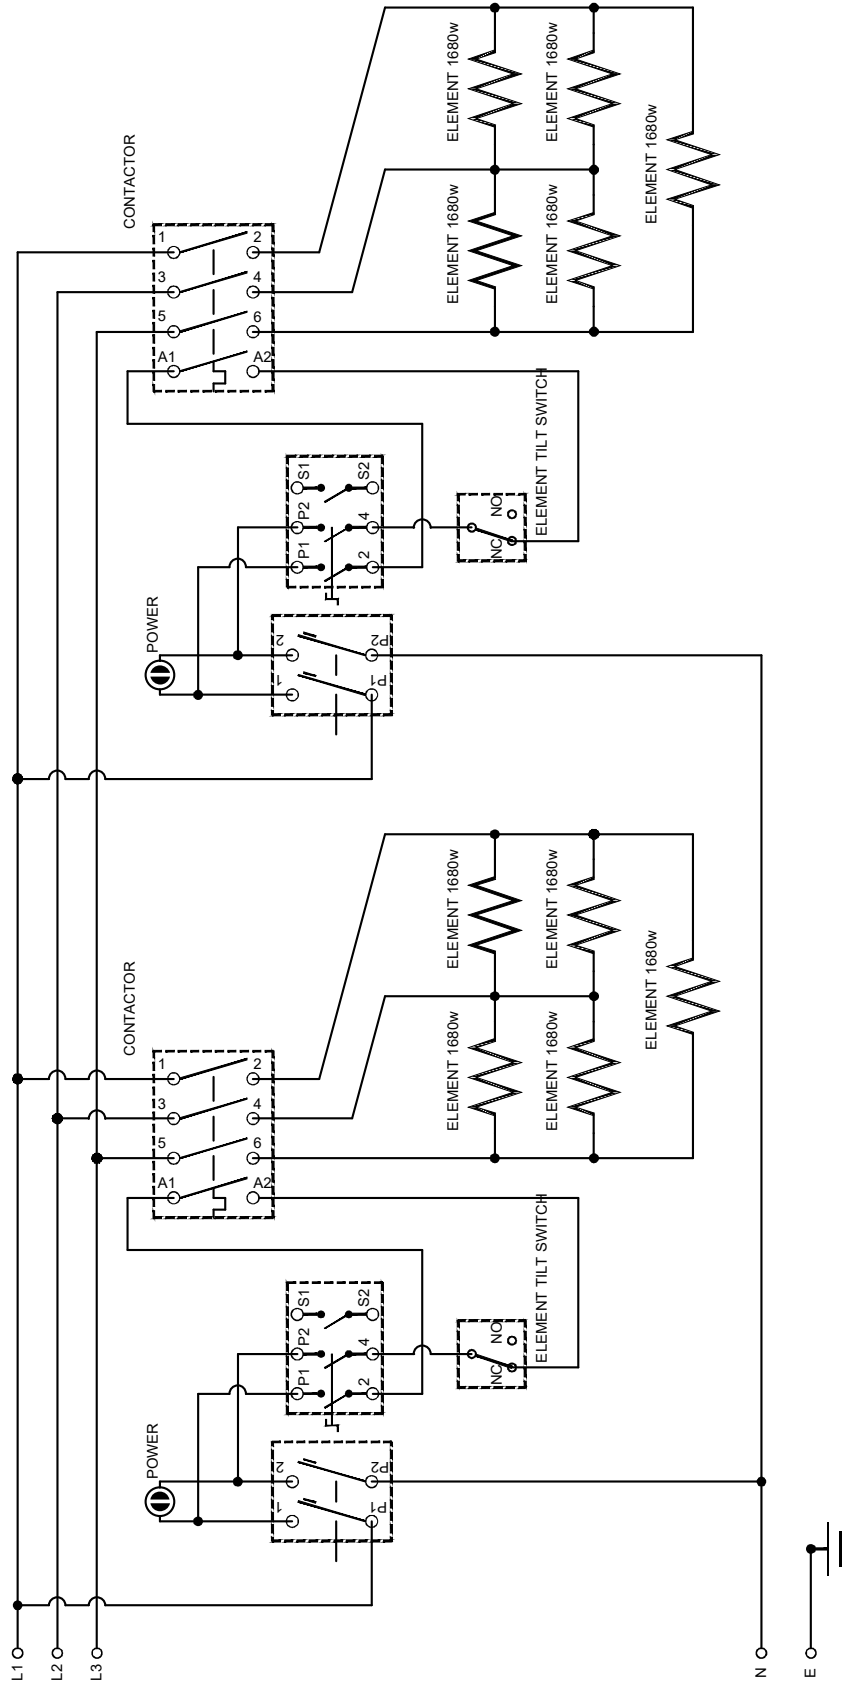 CONTACTOR
ELEMENT 1680w
ELEMENT 1680w
ELEMENT 1680w
ELEMENT 1680w
ELEMENT 1680w
1
2
3
4
5
6
A1
A2
ELEMENT TILT SWITCH
S1
S2
P2
4
P1
2
NO
NC
POWER
2
P2
1
P1
CONTACTOR
ELEMENT 1680w
ELEMENT 1680w
ELEMENT 1680w
ELEMENT 1680w
ELEMENT 1680w
1
2
3
4
5
6
A1
A2
ELEMENT TILT SWITCH
S1
S2
P2
4
P1
2
NO
NC
POWER
2
P2
1
P1
L1
L2
L3
N
E